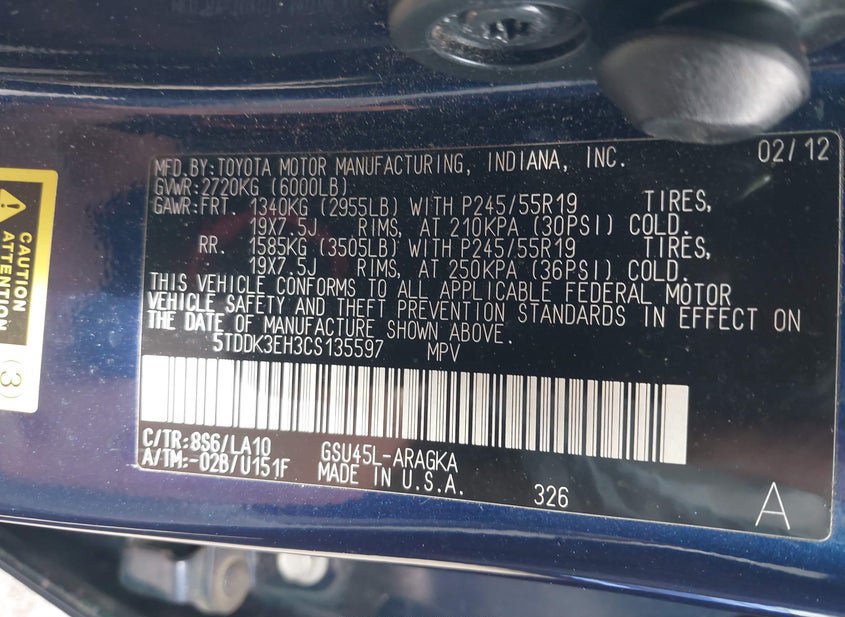 MFD.BY:TOYOTA MOTOR MANUFACTURING, INDIANA, INC. 02/12
GVWR:2720KG (6000LB)
GAWR:FRT. 1340KG (2955LB) WITH P245/55R19 TIRES,
19X7.5J RIMS, AT 210KPA (30PSI) COLD.
RR. 1585KG (3505LB) WITH P245/55R19 TIRES,
19X7.5J RIMS, AT 250KPA (36PSI) COLD.
THIS VEHICLE CONFORMS TO ALL APPLICABLE FEDERAL MOTOR
VEHICLE SAFETY AND THEFT PREVENTION STANDARDS IN EFFECT ON
THE DATE OF MANUFACTURE SHOWN ABOVE.
5TDDK3EH3CS135597 MPV
C/TR:8S6/LA10 GSU45L-ARAGKA
A/TM:-02B/U151F MADE IN U.S.A.
326
A
CAUTION
ATTENTION
3